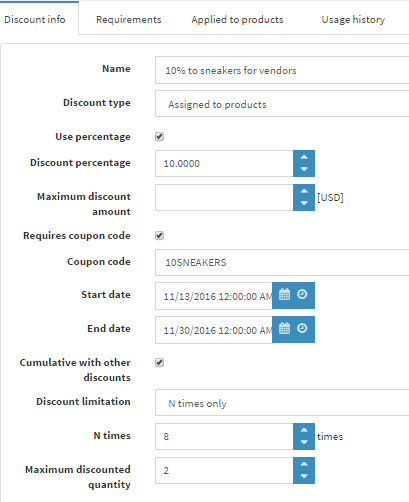 Discount info Requirements Applied to products Usage history
Name 10% to sneakers for vendors
Discount type Assigned to products
Use percentage
Discount percentage 10.0000
Maximum discount
amount [USD]
Requires coupon code
Coupon code 10SNEAKERS
Start date 11/13/2016 12:00:00 AM
End date 11/30/2016 12:00:00 AM
Cumulative with other
discounts
Discount limitation N times only
N times 8 times
Maximum discounted
quantity 2